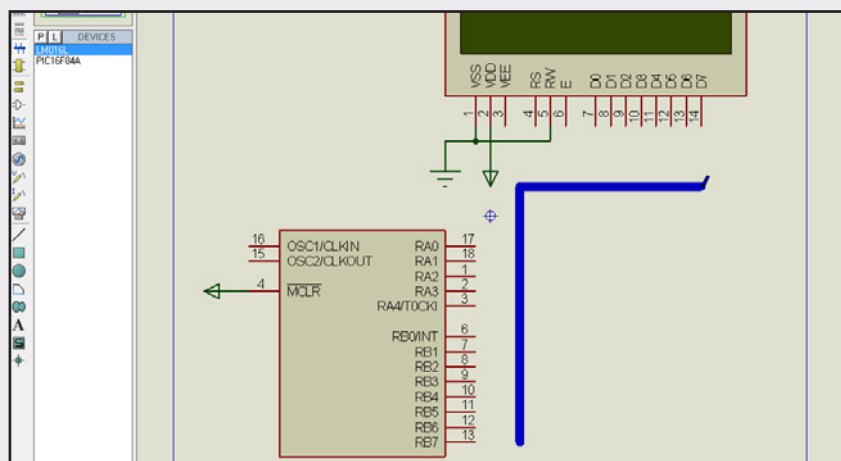 P L DEVICES
LM016L
PIC16F84A
A
S
VSS VDD VEE RS RW E D0 D1 D2 D3 D4 D5 D6 D7
1 2 3 4 5 6 7 8 9 10 11 12 13 14
16 OSC1/CLKIN RA0 17
15 OSC2/CLKOUT RA1 18
RA2 1
4 MCLR RA3 2
RA4/T0CKI 3
RB0/INT 6
RB1 7
RB2 8
RB3 9
RB4 10
RB5 11
RB6 12
RB7 13